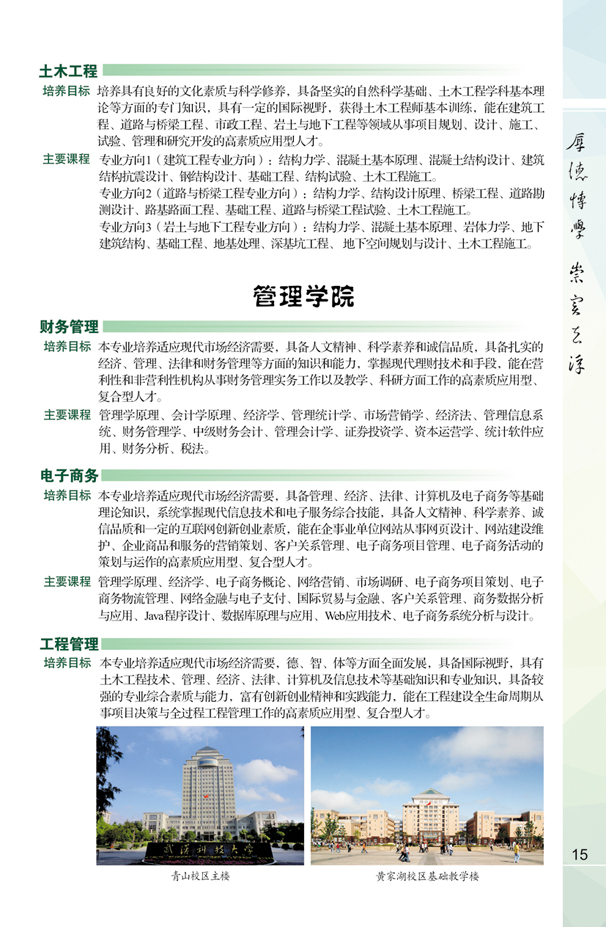 土木工程
培养目标 培养具有良好的文化素质与科学修养，具备坚实的自然科学基础、土木工程学科基本理
论等方面的专门知识，具有一定的国际视野，获得土木工程师基本训练，能在建筑工
程、道路与桥梁工程、市政工程、岩土与地下工程等领域从事项目规划、设计、施工、
试验、管理和研究开发的高素质应用型人才。
主要课程 专业方向1（建筑工程专业方向）：结构力学、混凝土基本原理、混凝土结构设计、建筑
结构抗震设计、钢结构设计、基础工程、结构试验、土木工程施工。
专业方向2（道路与桥梁工程专业方向）：结构力学、结构设计原理、桥梁工程、道路勘
测设计、路基路面工程、基础工程、道路与桥梁工程试验、土木工程施工。
专业方向3（岩土与地下工程专业方向）：结构力学、混凝土基本原理、岩体力学、地下
建筑结构、基础工程、地基处理、深基坑工程、 地下空间规划与设计、土木工程施工。
管理学院
财务管理
培养目标 本专业培养适应现代市场经济需要，具备人文精神、科学素养和诚信品质，具备扎实的
经济、管理、法律和财务管理等方面的知识和能力，掌握现代理财技术和手段，能在营
利性和非营利性机构从事财务管理实务工作以及教学、科研方面工作的高素质应用型、
复合型人才。
主要课程 管理学原理、会计学原理、经济学、管理统计学、市场营销学、经济法、管理信息系
统、财务管理学、中级财务会计、管理会计学、证券投资学、资本运营学、统计软件应
用、财务分析、税法。
电子商务
培养目标 本专业培养适应现代市场经济需要，具备管理、经济、法律、计算机及电子商务等基础
理论知识，系统掌握现代信息技术和电子服务综合技能，具备人文精神、科学素养、诚
信品质和一定的互联网创新创业素质，能在企事业单位网站从事网页设计、网站建设维
护、企业商品和服务的营销策划、客户关系管理、电子商务项目管理、电子商务活动的
策划与运作的高素质应用型、复合型人才。
主要课程 管理学原理、经济学、电子商务概论、网络营销、市场调研、电子商务项目策划、电子
商务物流管理、网络金融与电子支付、国际贸易与金融、客户关系管理、商务数据分析
与应用、Java程序设计、数据库原理与应用、Web应用技术、电子商务系统分析与设计。
工程管理
培养目标 本专业培养适应现代市场经济需要，德、智、体等方面全面发展，具备国际视野，具有
土木工程技术、管理、经济、法律、计算机及信息技术等基础知识和专业知识，具备较
强的专业综合素质与能力，富有创新创业精神和实践能力，能在工程建设全生命周期从
事项目决策与全过程工程管理工作的高素质应用型、复合型人才。
武汉科技大学
青山校区主楼
黄家湖校区基础教学楼
厚德博学 崇实去浮
15